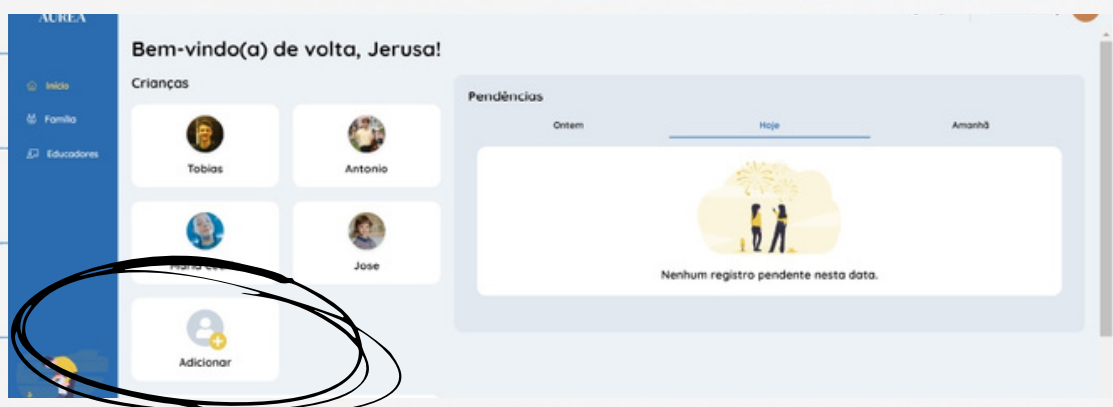 AUREA
Bem-vindo(a) de volta, Jerusa!
Início
Família
Educadores
Crianças
Tobias
Antonio
Maria
Jose
Adicionar
Pendências
Ontem
Hoje
Amanhã
Nenhum registro pendente nesta data.